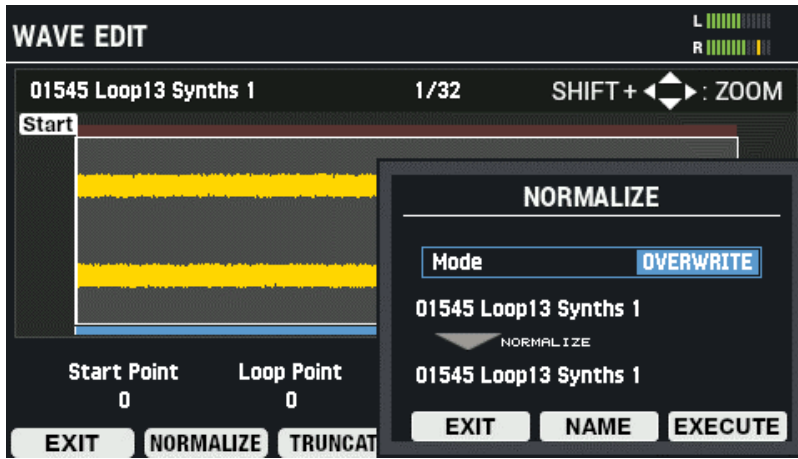 WAVE EDIT
L
R
01545 Loop13 Synths 1 1/32 SHIFT + : ZOOM
Start
NORMALIZE
Mode OVERWRITE
01545 Loop13 Synths 1
NORMALIZE
01545 Loop13 Synths 1
EXIT NAME EXECUTE
Start Point Loop Point
0 0
EXIT NORMALIZE TRUNCAT